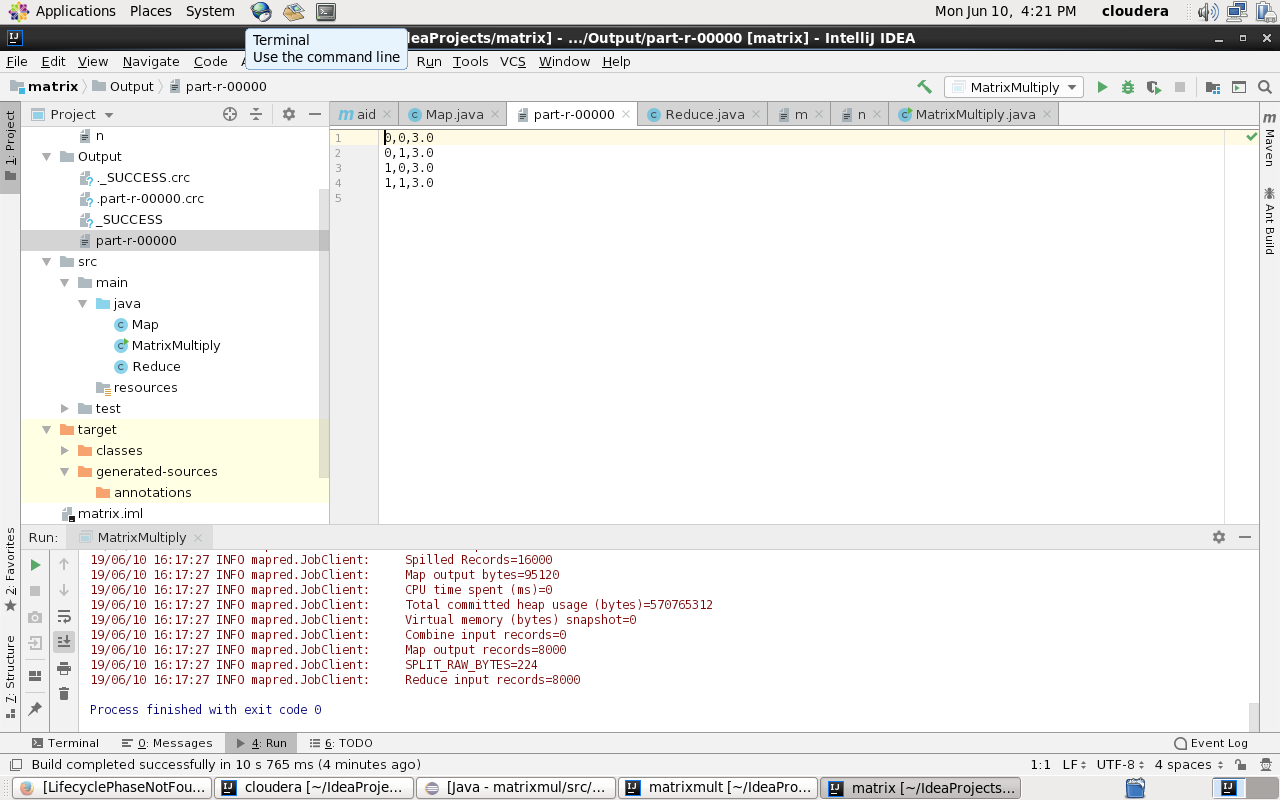 Applications Places System Mon Jun 10, 4:21 PM cloudera
[matrix] - .../Output/part-r-00000 [matrix] - IntelliJ IDEA
Terminal
Use the command line
File Edit View Navigate Code Run Tools VCS Window Help
matrix Output part-r-00000 MatrixMultiply
1: Project
Project
aid Map.java part-r-00000 Reduce.java m n MatrixMultiply.java
n
Output
._SUCCESS.crc
.part-r-00000.crc
_SUCCESS
part-r-00000
src
main
java
Map
MatrixMultiply
Reduce
resources
test
target
classes
generated-sources
annotations
matrix.iml
1 0,0,3.0
2 0,1,3.0
3 1,0,3.0
4 1,1,3.0
5
Maven
Ant Build
2: Favorites
7: Structure
Run: MatrixMultiply
19/06/10 16:17:27 INFO mapred.JobClient: Spilled Records=16000
19/06/10 16:17:27 INFO mapred.JobClient: Map output bytes=95120
19/06/10 16:17:27 INFO mapred.JobClient: CPU time spent (ms)=0
19/06/10 16:17:27 INFO mapred.JobClient: Total committed heap usage (bytes)=570765312
19/06/10 16:17:27 INFO mapred.JobClient: Virtual memory (bytes) snapshot=0
19/06/10 16:17:27 INFO mapred.JobClient: Combine input records=0
19/06/10 16:17:27 INFO mapred.JobClient: Map output records=8000
19/06/10 16:17:27 INFO mapred.JobClient: SPLIT_RAW_BYTES=224
19/06/10 16:17:27 INFO mapred.JobClient: Reduce input records=8000
Process finished with exit code 0
Terminal 0: Messages 4: Run 6: TODO Event Log
Build completed successfully in 10 s 765 ms (4 minutes ago) 1:1 LF UTF-8 4 spaces
[LifecyclePhaseNotFou... cloudera [~/IdeaProje... [Java - matrixmul/src/... matrixmult [~/IdeaPro... matrix [~/IdeaProjects...